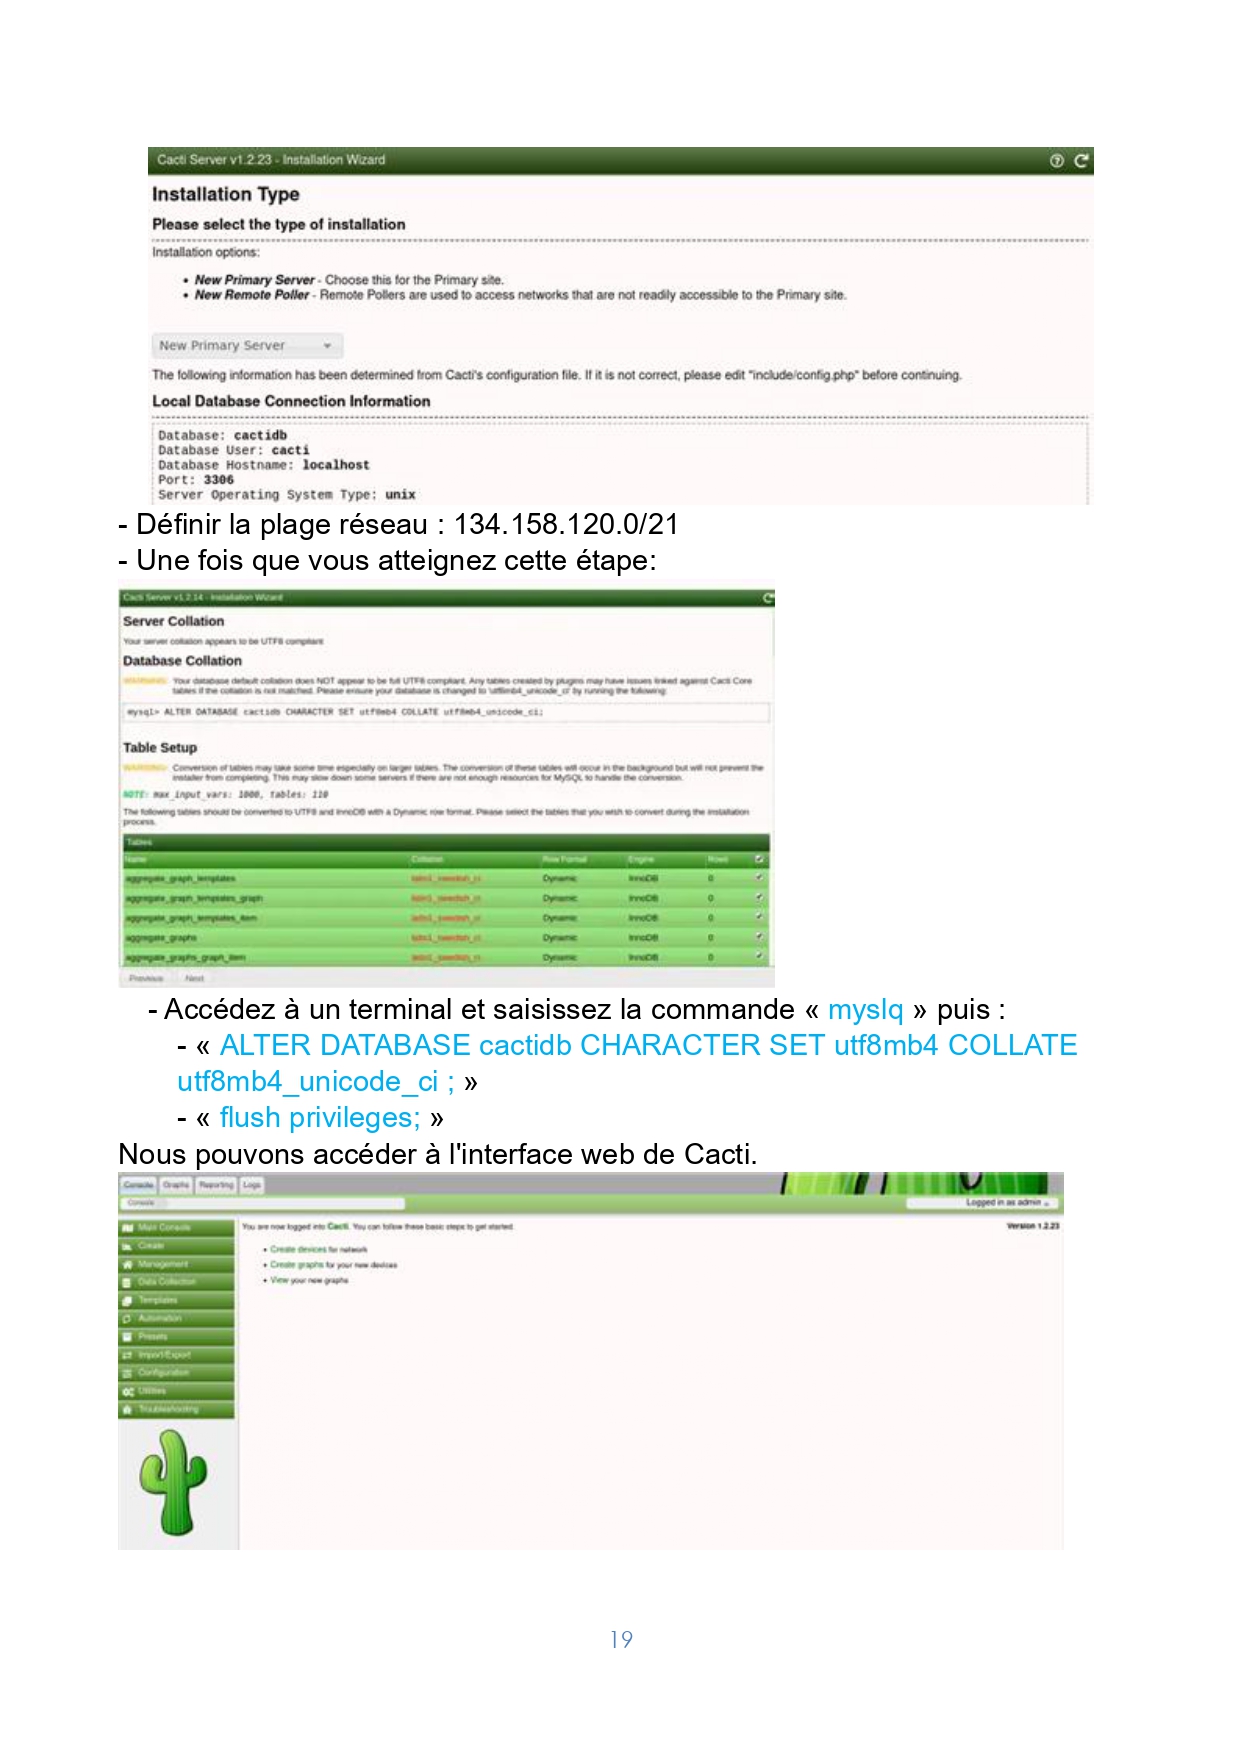 Cacti Server v1.2.23 - Installation Wizard
Installation Type
Please select the type of installation
Installation options:
• New Primary Server - Choose this for the Primary site.
• New Remote Poller - Remote Pollers are used to access networks that are not readily accessible to the Primary site.
New Primary Server
The following information has been determined from Cacti's configuration file. If it is not correct, please edit "include/config.php" before continuing.
Local Database Connection Information
Database: cactidb
Database User: cacti
Database Hostname: localhost
Port: 3306
Server Operating System Type: unix
- Définir la plage réseau : 134.158.120.0/21
- Une fois que vous atteignez cette étape:
Cacti Server v1.2.14 - Installation Wizard
Server Collation
Your server collation appears to be UTF8 compliant
Database Collation
WARNING: Your database default collation does NOT appear to be full UTF8 compliant. Any tables created by plugins may have issues linked against Cacti Core
tables if the collation is not matched. Please ensure your database is changed to 'utf8mb4_unicode_ci' by running the following:
mysql> ALTER DATABASE cactidb CHARACTER SET utf8mb4 COLLATE utf8mb4_unicode_ci;
Table Setup
WARNING: Conversion of tables may take some time especially on larger tables. The conversion of these tables will occur in the background but will not prevent the
installer from completing. This may slow down some servers if there are not enough resources for MySQL to handle the conversion.
NOTE: max_input_vars: 1000, tables: 110
The following tables should be converted to UTF8 and InnoDB with a Dynamic row format. Please select the tables that you wish to convert during the installation
process.
Tables
Name Collation Row Format Engine Rows
aggregate_graph_templates latin1_swedish_ci Dynamic InnoDB 0
aggregate_graph_templates_graph latin1_swedish_ci Dynamic InnoDB 0
aggregate_graph_templates_item latin1_swedish_ci Dynamic InnoDB 0
aggregate_graphs latin1_swedish_ci Dynamic InnoDB 0
aggregate_graphs_graph_item latin1_swedish_ci Dynamic InnoDB 0
Previous Next
- Accédez à un terminal et saisissez la commande « myslq » puis :
- « ALTER DATABASE cactidb CHARACTER SET utf8mb4 COLLATE
utf8mb4_unicode_ci ; »
- « flush privileges; »
Nous pouvons accéder à l'interface web de Cacti.
Console Graphs Reporting Logs
Console Logged in as admin
Main Console
Create
Management
Data Collection
Templates
Automation
Presets
Import/Export
Configuration
Utilities
Troubleshooting
You are now logged into Cacti. You can follow these basic steps to get started. Version 1.2.23
• Create devices for network
• Create graphs for your new devices
• View your new graphs
19